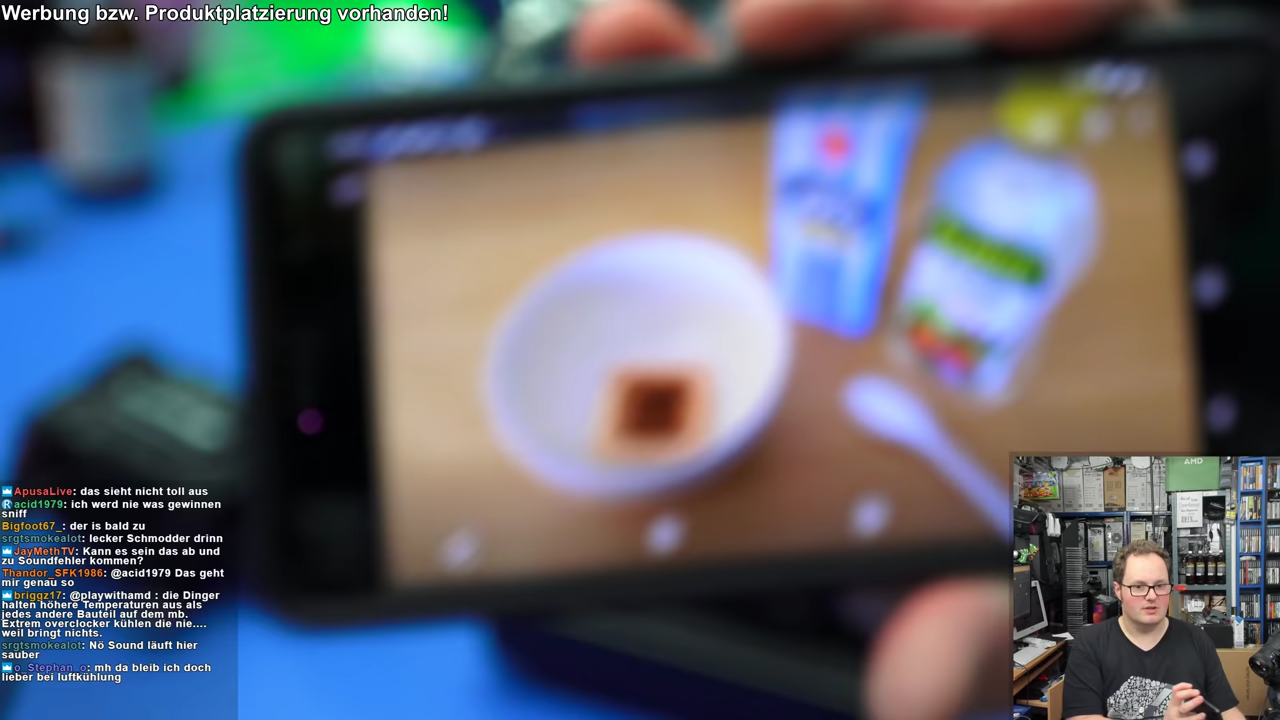 Werbung bzw. Produktplatzierung vorhanden!
AMD
ApusaLive: das sieht nicht toll aus
acid1979: ich werd nie was gewinnen
sniff
Bigfoot67_: der is bald zu
srgtsmokealot: lecker Schmodder drinn
JayMethTV: Kann es sein das ab und
zu Soundfehler kommen?
Thandor_SFK1986: @acid1979 Das geht
mir genau so
briggz17: @playwithamd : die Dinger
halten höhere Temperaturen aus als
jedes andere Bauteil auf dem mb.
Extrem overclocker kühlen die nie....
weil bringt nichts.
srgtsmokealot: Nö Sound läuft hier
sauber
o_Stephan_o: mh da bleib ich doch
lieber bei luftkühlung